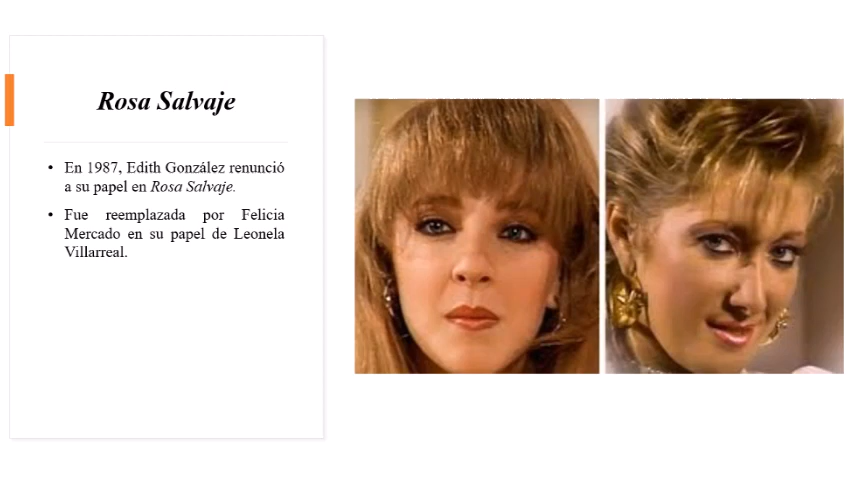 Rosa Salvaje
• En 1987, Edith González renunció
a su papel en Rosa Salvaje.
• Fue reemplazada por Felicia
Mercado en su papel de Leonela
Villarreal.